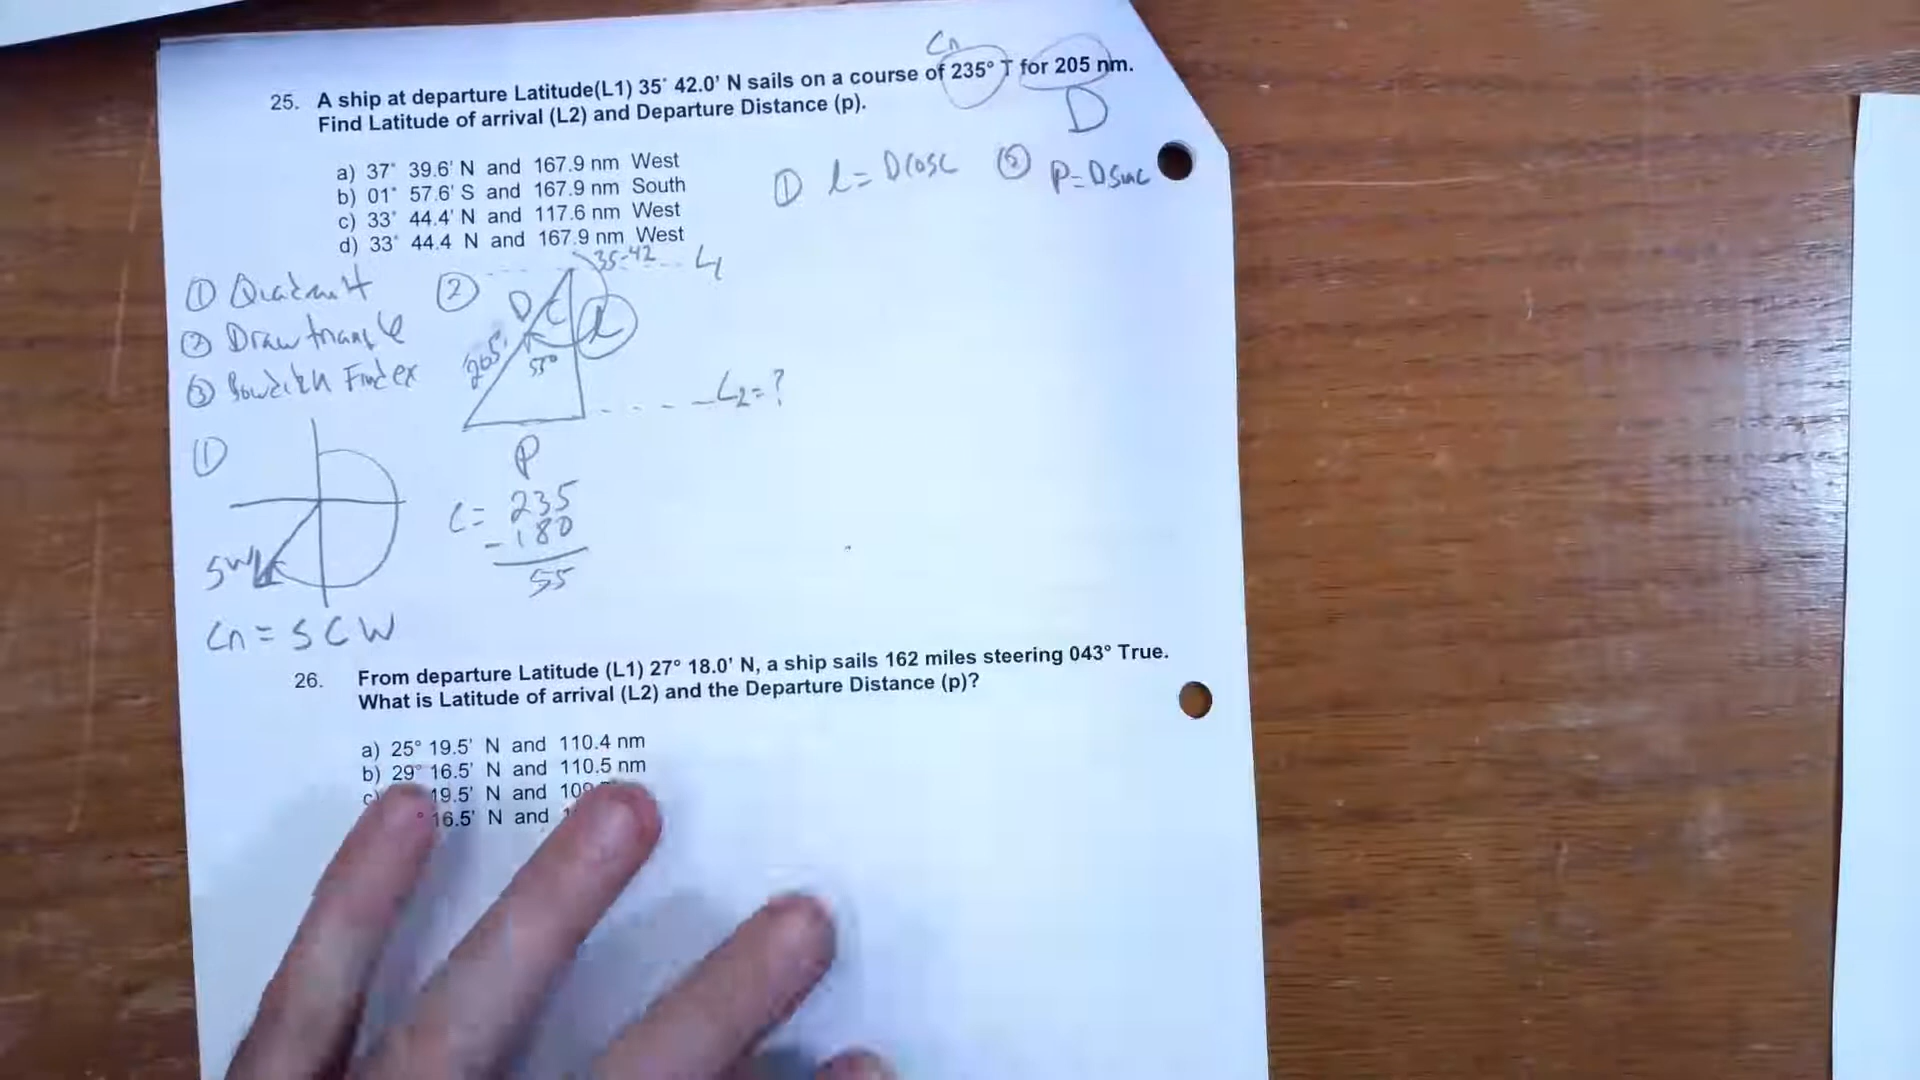 Cn
25. A ship at departure Latitude(L1) 35° 42.0' N sails on a course of 235° T for 205 nm.
Find Latitude of arrival (L2) and Departure Distance (p).
D
a) 37° 39.6' N and 167.9 nm West
b) 01° 57.6' S and 167.9 nm South
c) 33° 44.4' N and 117.6 nm West
d) 33° 44.4 N and 167.9 nm West
① l = D cos C ⑤ p = D sin C
① Quadrant
② Draw triangle
③ Bowditch
② 35-42 L1
D C l
205' 55°
L2 = ?
P
①
SW
C = 235
- 180
55
Cn = S C W
26. From departure Latitude (L1) 27° 18.0' N, a ship sails 162 miles steering 043° True.
What is Latitude of arrival (L2) and the Departure Distance (p)?
a) 25° 19.5' N and 110.4 nm
b) 29° 16.5' N and 110.5 nm
c) 19.5' N and
° 16.5' N and